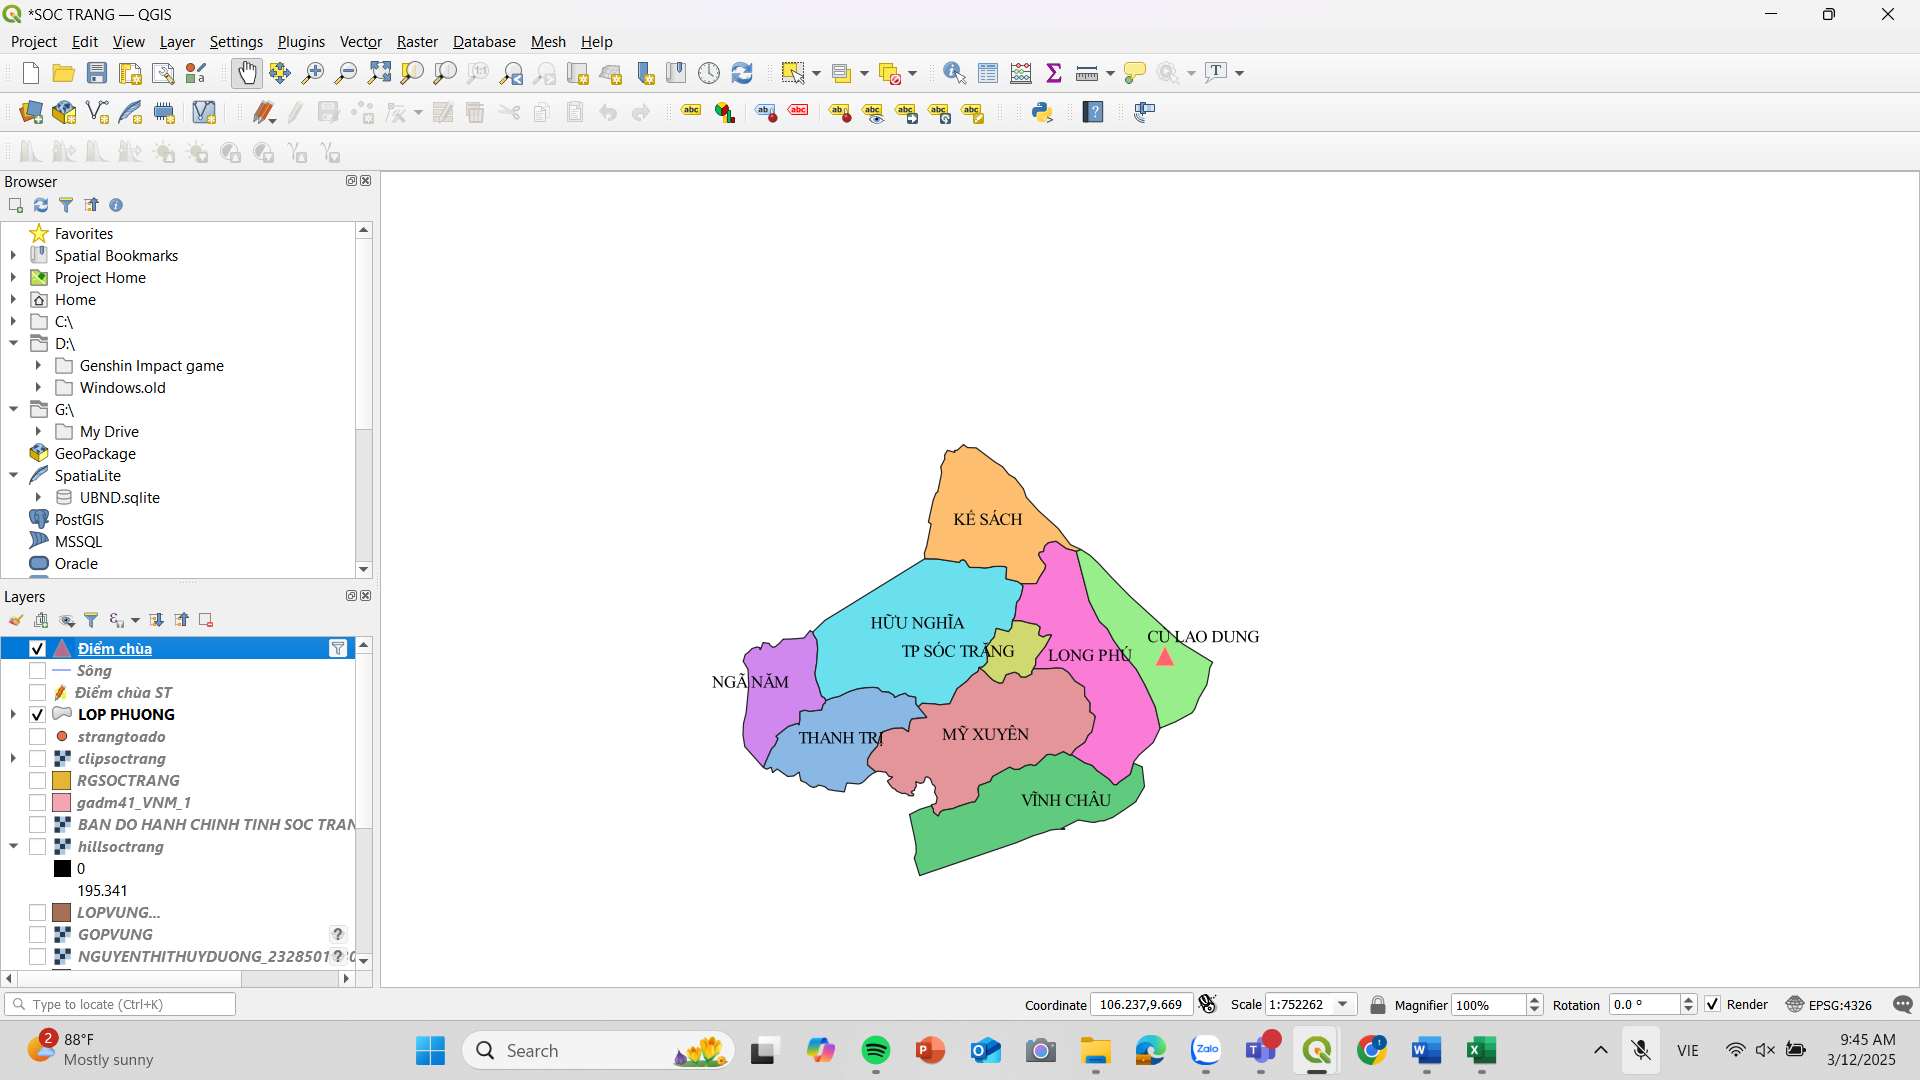 *SOC TRANG — QGIS
Project Edit View Layer Settings Plugins Vector Raster Database Mesh Help
Browser
Favorites
Spatial Bookmarks
Project Home
Home
C:\
D:\
Genshin Impact game
Windows.old
G:\
My Drive
GeoPackage
SpatiaLite
UBND.sqlite
PostGIS
MSSQL
Oracle
Layers
Điểm chùa
Sông
Điểm chùa ST
LOP PHUONG
strangtoado
clipsoctrang
RGSOCTRANG
gadm41_VNM_1
BAN DO HANH CHINH TINH SOC TRAN
hillsoctrang
0
195.341
LOPVUNG...
GOPVUNG
KẾ SÁCH
HỮU NGHĨA
CU LAO DUNG
TP SÓC TRĂNG
LONG PHÚ
NGÃ NĂM
THANH TRỊ
MỸ XUYÊN
VĨNH CHÂU
Type to locate (Ctrl+K)
Coordinate 106.237,9.669 Scale 1:752262 Magnifier 100% Rotation 0.0 ° Render EPSG:4326
2
88°F
Mostly sunny
Search
Zalo
VIE
9:45 AM
3/12/2025